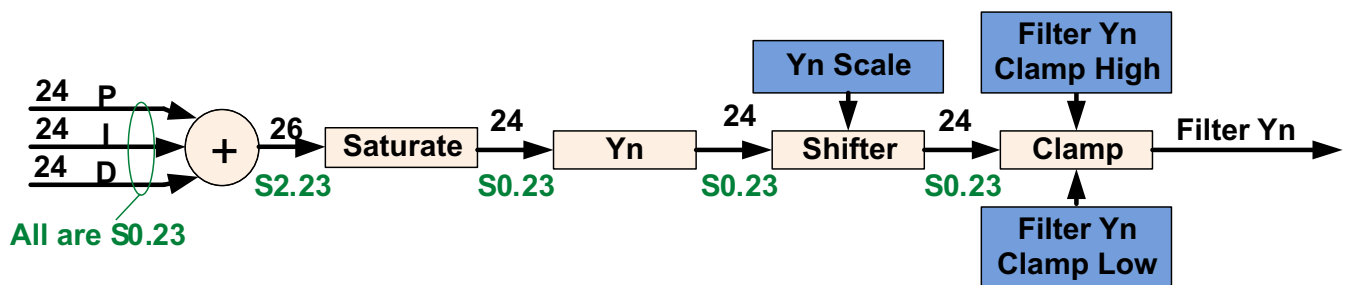 24 P
24 I
24 D
All are S0.23
+
26
S2.23
Saturate
24
S0.23
Yn
24
S0.23
Yn Scale
Shifter
24
S0.23
Filter Yn
Clamp High
Clamp
Filter Yn
Clamp Low
Filter Yn